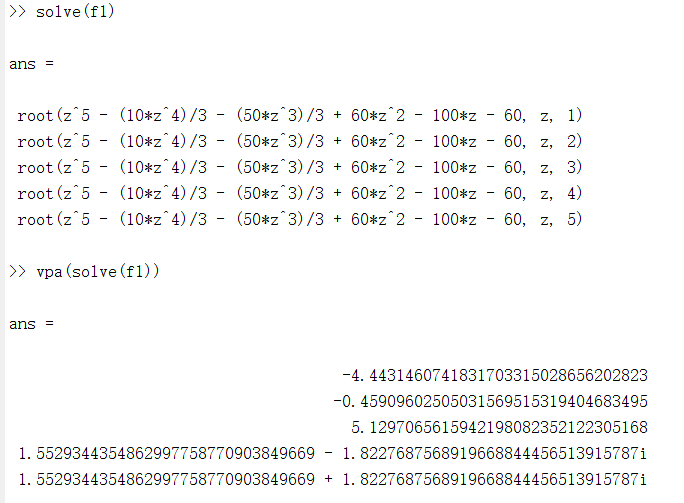 >> solve(f1)
ans =
root(z^5 - (10*z^4)/3 - (50*z^3)/3 + 60*z^2 - 100*z - 60, z, 1)
root(z^5 - (10*z^4)/3 - (50*z^3)/3 + 60*z^2 - 100*z - 60, z, 2)
root(z^5 - (10*z^4)/3 - (50*z^3)/3 + 60*z^2 - 100*z - 60, z, 3)
root(z^5 - (10*z^4)/3 - (50*z^3)/3 + 60*z^2 - 100*z - 60, z, 4)
root(z^5 - (10*z^4)/3 - (50*z^3)/3 + 60*z^2 - 100*z - 60, z, 5)
>> vpa(solve(f1))
ans =
-4.4431460741831703315028656202823
-0.45909602505031569515319404683495
5.1297065615942198082352122305168
1.5529344354862997758770903849669 - 1.8227687568919668844456513915787i
1.5529344354862997758770903849669 + 1.8227687568919668844456513915787i